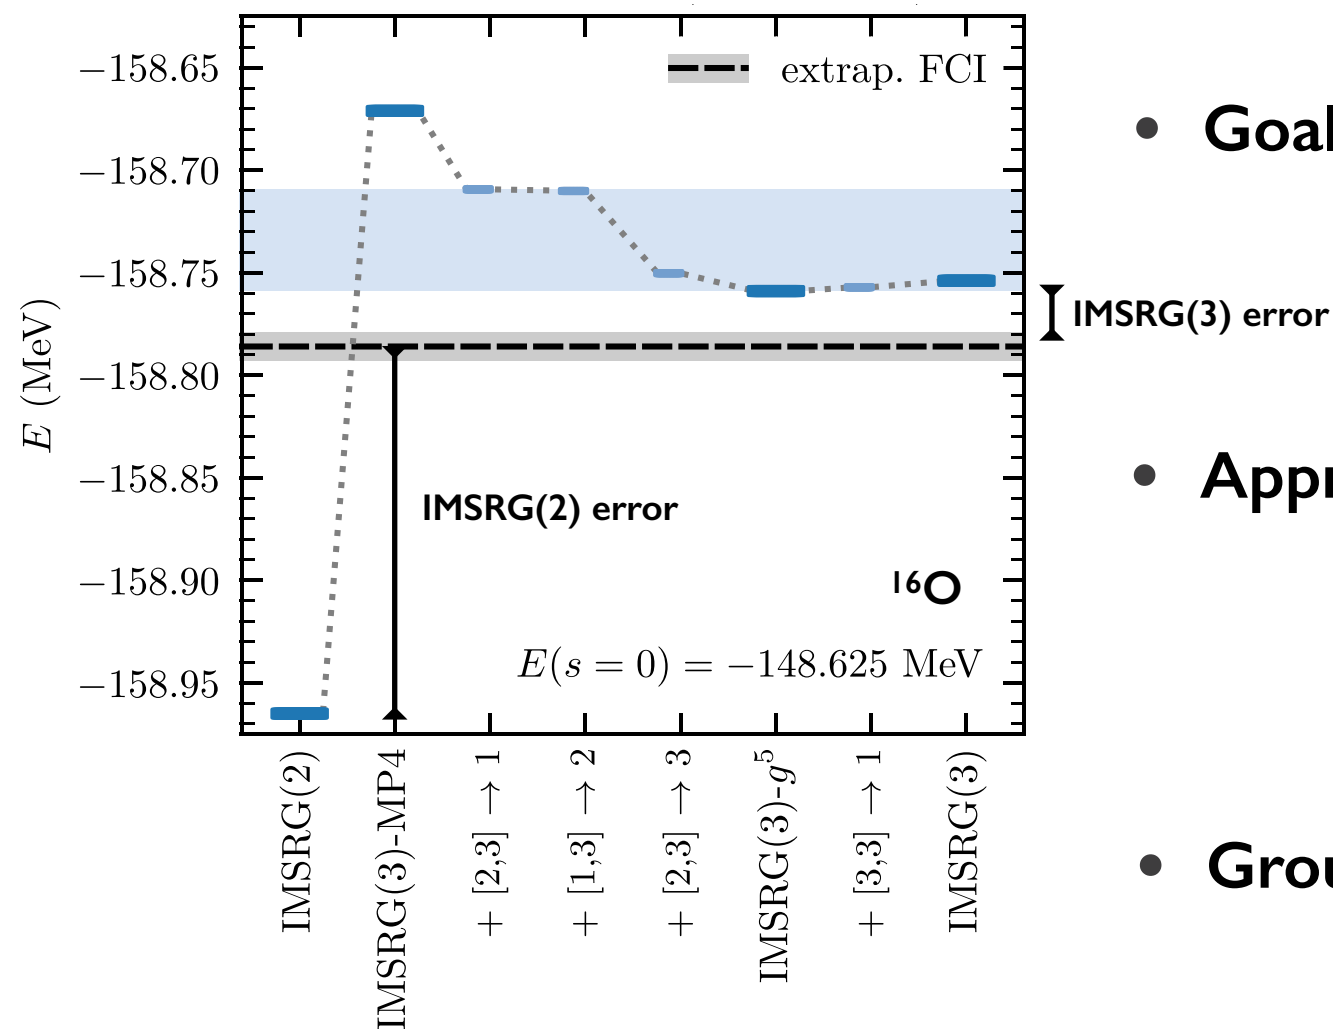 extrap. FCI
−158.65
−158.70
−158.75
−158.80
−158.85
−158.90
−158.95
E (MeV)
IMSRG(3) error
IMSRG(2) error
¹⁶O
E(s = 0) = −148.625 MeV
IMSRG(2)
IMSRG(3)-MP4
+ [2,3] → 1
+ [1,3] → 2
+ [2,3] → 3
IMSRG(3)-g⁵
+ [3,3] → 1
IMSRG(3)
• Goal
• Appr
• Grou